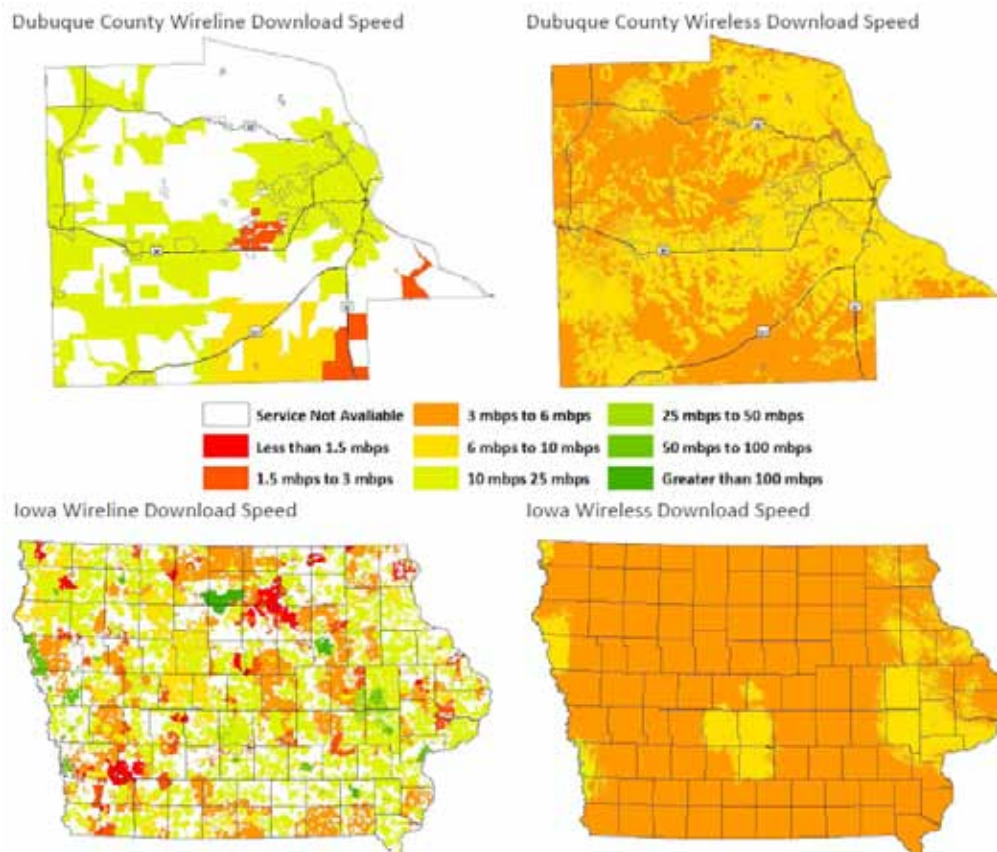 Dubuque County Wireline Download Speed
Dubuque County Wireless Download Speed
Service Not Avaliable
3 mbps to 6 mbps
25 mbps to 50 mbps
Less than 1.5 mbps
6 mbps to 10 mbps
50 mbps to 100 mbps
1.5 mbps to 3 mbps
10 mbps 25 mbps
Greater than 100 mbps
Iowa Wireline Download Speed
Iowa Wireless Download Speed